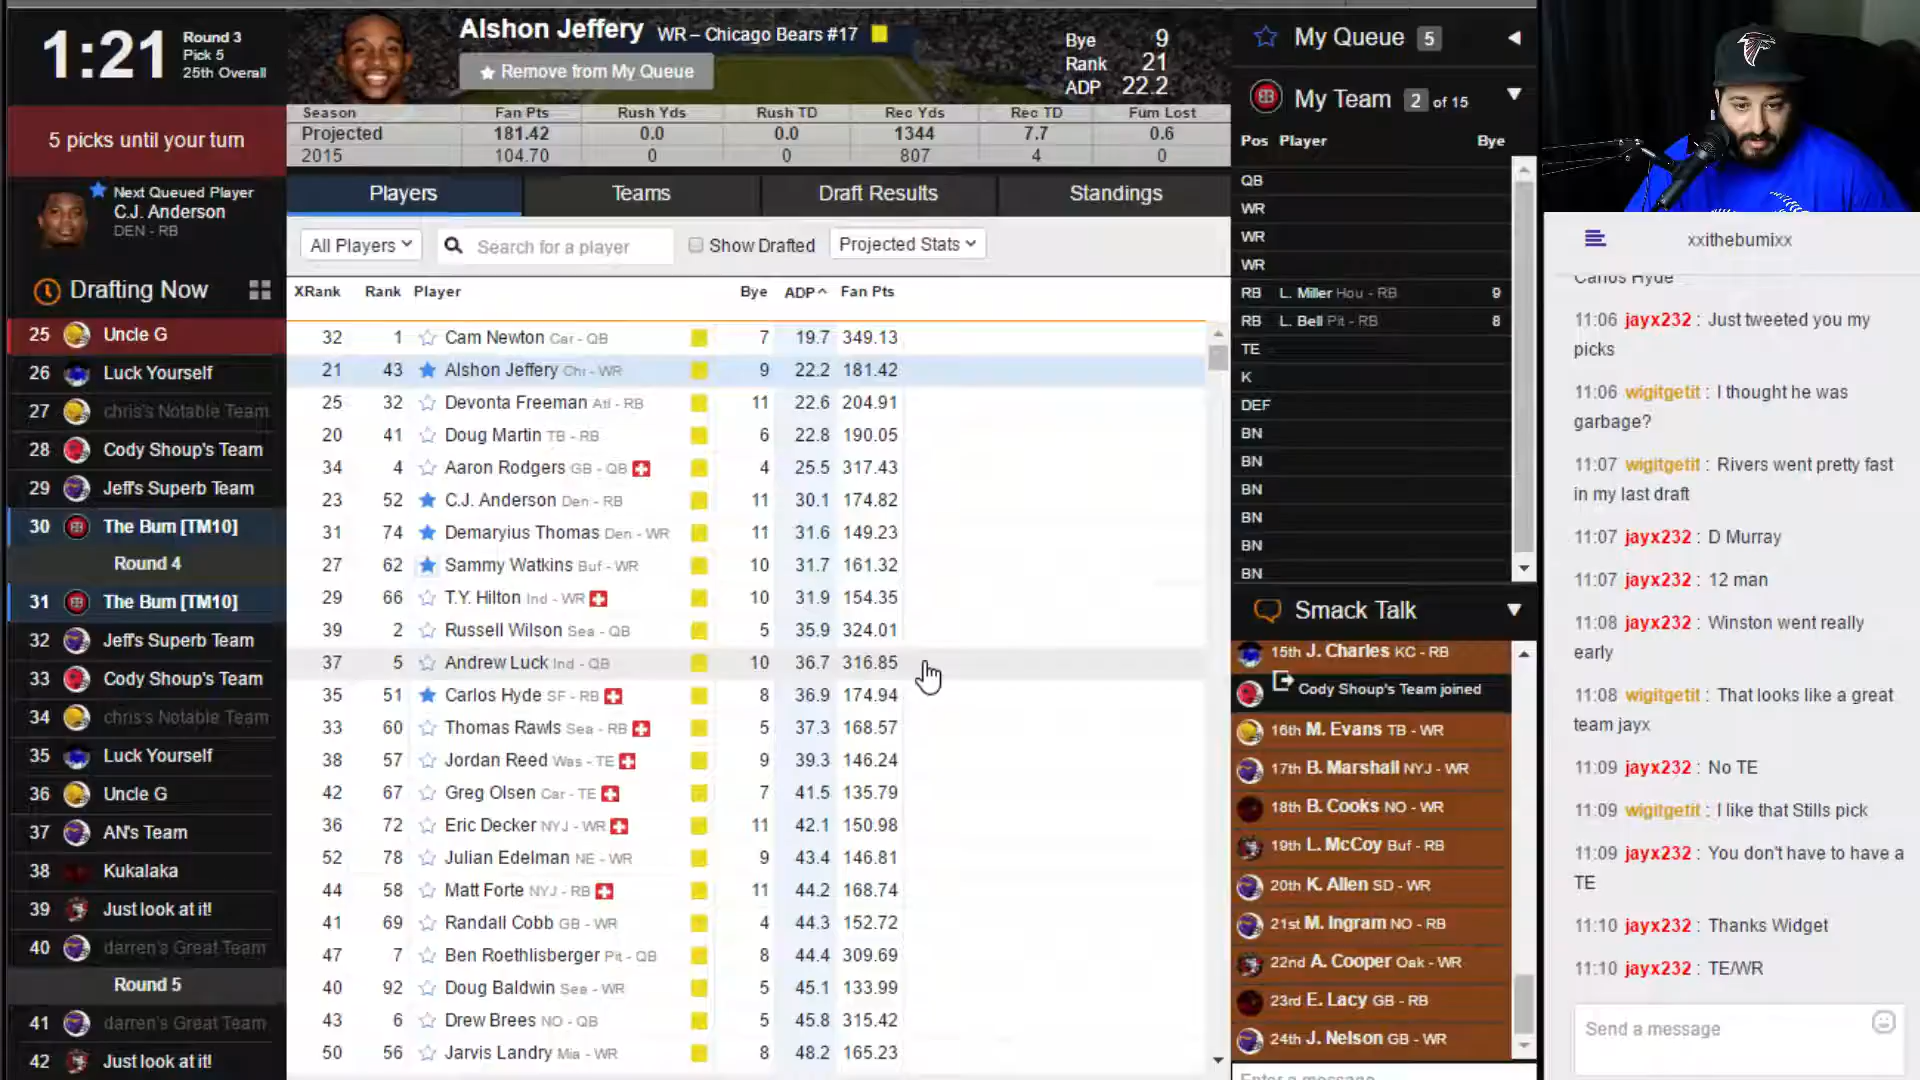 1:21
Round 3
Pick 5
25th Overall
5 picks until your turn
Next Queued Player
C.J. Anderson
DEN - RB
Drafting Now
25 Uncle G
26 Luck Yourself
27 chris's Notable Team
28 Cody Shoup's Team
29 Jeff's Superb Team
30 The Bum [TM10]
Round 4
31 The Bum [TM10]
32 Jeff's Superb Team
33 Cody Shoup's Team
34 chris's Notable Team
35 Luck Yourself
36 Uncle G
37 AN's Team
38 Kukalaka
39 Just look at it!
40 darren's Great Team
Round 5
41 darren's Great Team
42 Just look at it!
Alshon Jeffery WR – Chicago Bears #17
Remove from My Queue
Bye 9
Rank 21
ADP 22.2
Season Fan Pts Rush Yds Rush TD Rec Yds Rec TD Fum Lost
Projected 181.42 0.0 0.0 1344 7.7 0.6
2015 104.70 0 0 807 4 0
Players Teams Draft Results Standings
All Players Search for a player Show Drafted Projected Stats
XRank Rank Player Bye ADP Fan Pts
32 1 Cam Newton Car - QB 7 19.7 349.13
21 43 Alshon Jeffery Chi - WR 9 22.2 181.42
25 32 Devonta Freeman Atl - RB 11 22.6 204.91
20 41 Doug Martin TB - RB 6 22.8 190.05
34 4 Aaron Rodgers GB - QB 4 25.5 317.43
23 52 C.J. Anderson Den - RB 11 30.1 174.82
31 74 Demaryius Thomas Den - WR 11 31.6 149.23
27 62 Sammy Watkins Buf - WR 10 31.7 161.32
29 66 T.Y. Hilton Ind - WR 10 31.9 154.35
39 2 Russell Wilson Sea - QB 5 35.9 324.01
37 5 Andrew Luck Ind - QB 10 36.7 316.85
35 51 Carlos Hyde SF - RB 8 36.9 174.94
33 60 Thomas Rawls Sea - RB 5 37.3 168.57
38 57 Jordan Reed Was - TE 9 39.3 146.24
42 67 Greg Olsen Car - TE 7 41.5 135.79
36 72 Eric Decker NYJ - WR 11 42.1 150.98
52 78 Julian Edelman NE - WR 9 43.4 146.81
44 58 Matt Forte NYJ - RB 11 44.2 168.74
41 69 Randall Cobb GB - WR 4 44.3 152.72
47 7 Ben Roethlisberger Pit - QB 8 44.4 309.69
40 92 Doug Baldwin Sea - WR 5 45.1 133.99
43 6 Drew Brees NO - QB 5 45.8 315.42
50 56 Jarvis Landry Mia - WR 8 48.2 165.23
My Queue 5
My Team 2 of 15
Pos Player Bye
QB
WR
WR
WR
RB L. Miller Hou - RB 9
RB L. Bell Pit - RB 8
TE
K
DEF
BN
BN
BN
BN
BN
BN
Smack Talk
15th J. Charles KC - RB
Cody Shoup's Team joined
16th M. Evans TB - WR
17th B. Marshall NYJ - WR
18th B. Cooks NO - WR
19th L. McCoy Buf - RB
20th K. Allen SD - WR
21st M. Ingram NO - RB
22nd A. Cooper Oak - WR
23rd E. Lacy GB - RB
24th J. Nelson GB - WR
Enter a message
xxithebumixx
Carlos Hyde
11:06 jayx232 : Just tweeted you my
picks
11:06 wigitgetit : I thought he was
garbage?
11:07 wigitgetit : Rivers went pretty fast
in my last draft
11:07 jayx232 : D Murray
11:07 jayx232 : 12 man
11:08 jayx232 : Winston went really
early
11:08 wigitgetit : That looks like a great
team jayx
11:09 jayx232 : No TE
11:09 wigitgetit : I like that Stills pick
11:09 jayx232 : You don't have to have a
TE
11:10 jayx232 : Thanks Widget
11:10 jayx232 : TE/WR
Send a message